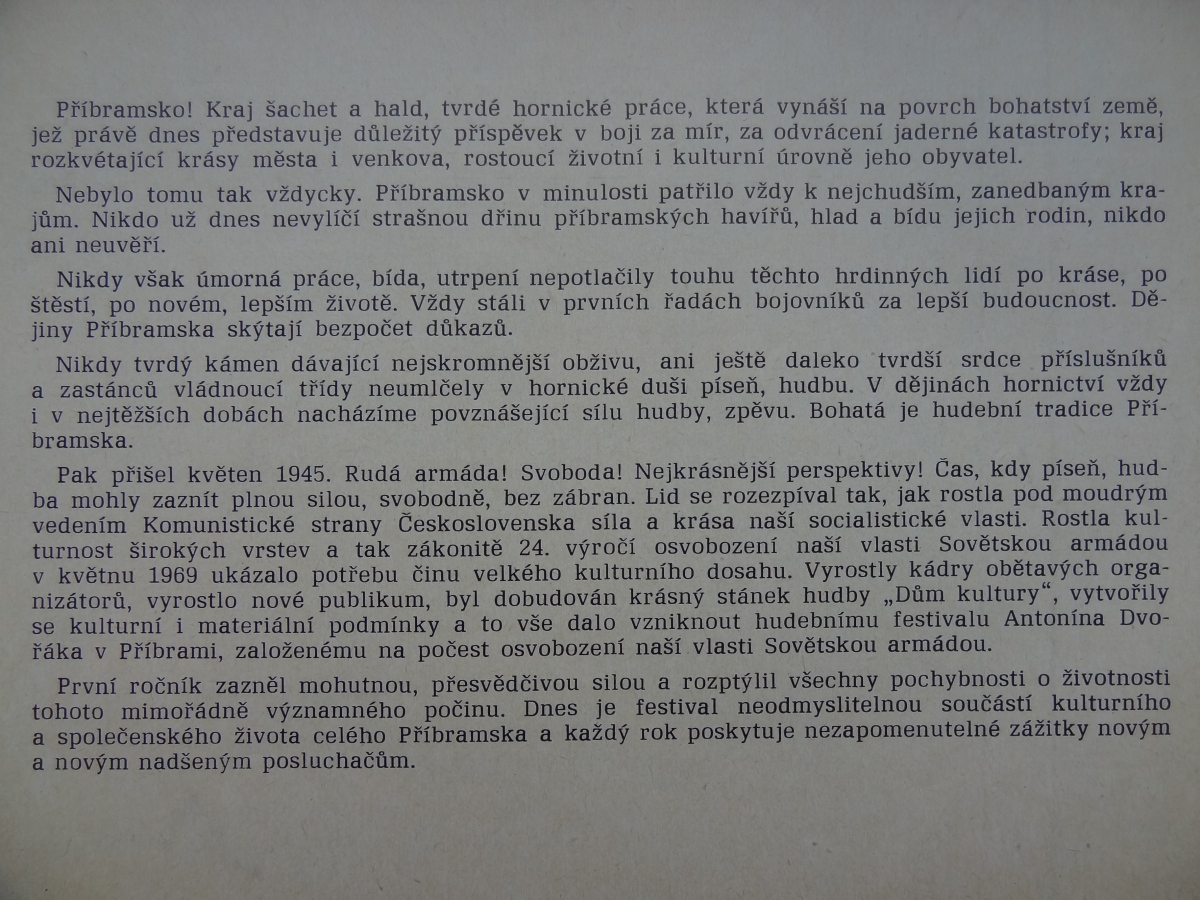 Příbramsko! Kraj šachet a hald, tvrdé hornické práce, která vynáší na povrch bohatství země,
jež právě dnes představuje důležitý příspěvek v boji za mír, za odvrácení jaderné katastrofy; kraj
rozkvétající krásy města i venkova, rostoucí životní i kulturní úrovně jeho obyvatel.
Nebylo tomu tak vždycky. Příbramsko v minulosti patřilo vždy k nejchudším, zanedbaným kra-
jům. Nikdo už dnes nevylíčí strašnou dřinu příbramských havířů, hlad a bídu jejich rodin, nikdo
ani neuvěří.
Nikdy však úmorná práce, bída, utrpení nepotlačily touhu těchto hrdinných lidí po kráse, po
štěstí, po novém, lepším životě. Vždy stáli v prvních řadách bojovníků za lepší budoucnost. Dě-
jiny Příbramska skýtají bezpočet důkazů.
Nikdy tvrdý kámen dávající nejskromnější obživu, ani ještě daleko tvrdší srdce příslušníků
a zastánců vládnoucí třídy neumlčely v hornické duši píseň, hudbu. V dějinách hornictví vždy
i v nejtěžších dobách nacházíme povznášející sílu hudby, zpěvu. Bohatá je hudební tradice Pří-
bramska.
Pak přišel květen 1945. Rudá armáda! Svoboda! Nejkrásnější perspektivy! Čas, kdy píseň, hud-
ba mohly zaznít plnou silou, svobodně, bez zábran. Lid se rozezpíval tak, jak rostla pod moudrým
vedením Komunistické strany Československa síla a krása naší socialistické vlasti. Rostla kul-
turnost širokých vrstev a tak zákonitě 24. výročí osvobození naší vlasti Sovětskou armádou
v květnu 1969 ukázalo potřebu činu velkého kulturního dosahu. Vyrostly kádry obětavých orga-
nizátorů, vyrostlo nové publikum, byl dobudován krásný stánek hudby „Dům kultury“, vytvořily
se kulturní i materiální podmínky a to vše dalo vzniknout hudebnímu festivalu Antonína Dvo-
řáka v Příbrami, založenému na počest osvobození naší vlasti Sovětskou armádou.
První ročník zazněl mohutnou, přesvědčivou silou a rozptýlil všechny pochybnosti o životnosti
tohoto mimořádně významného počinu. Dnes je festival neodmyslitelnou součástí kulturního
a společenského života celého Příbramska a každý rok poskytuje nezapomenutelné zážitky novým
a novým nadšeným posluchačům.